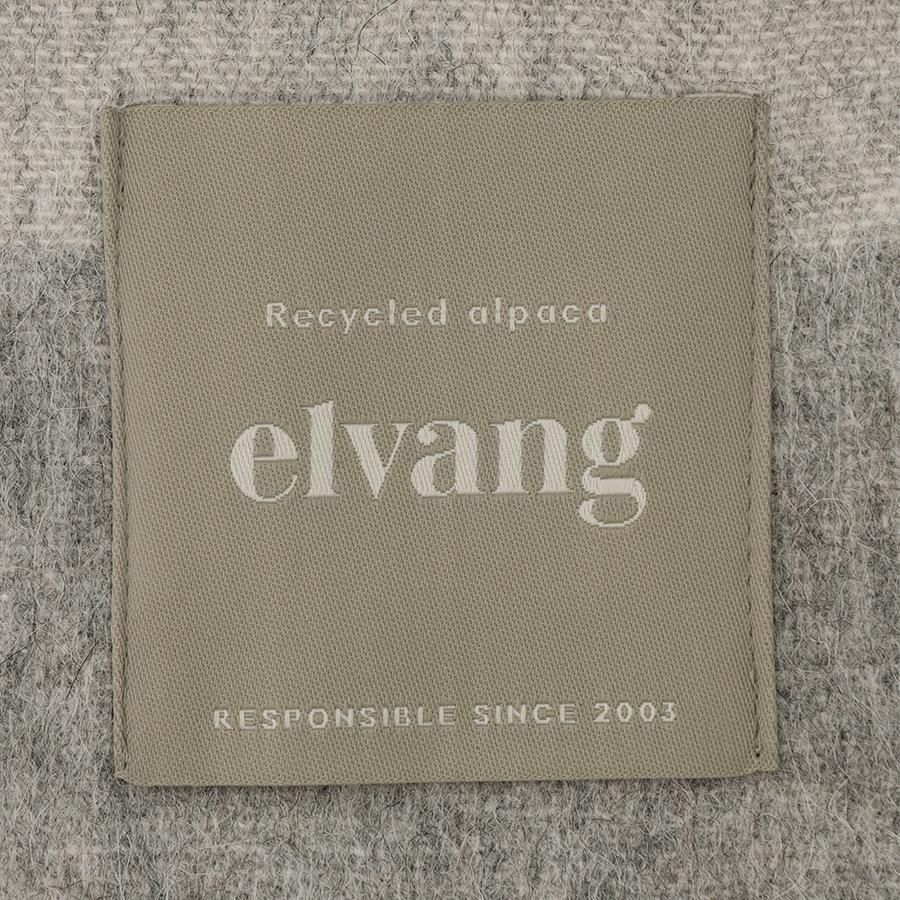 Recycled alpaca
elvang
RESPONSIBLE SINCE 2003